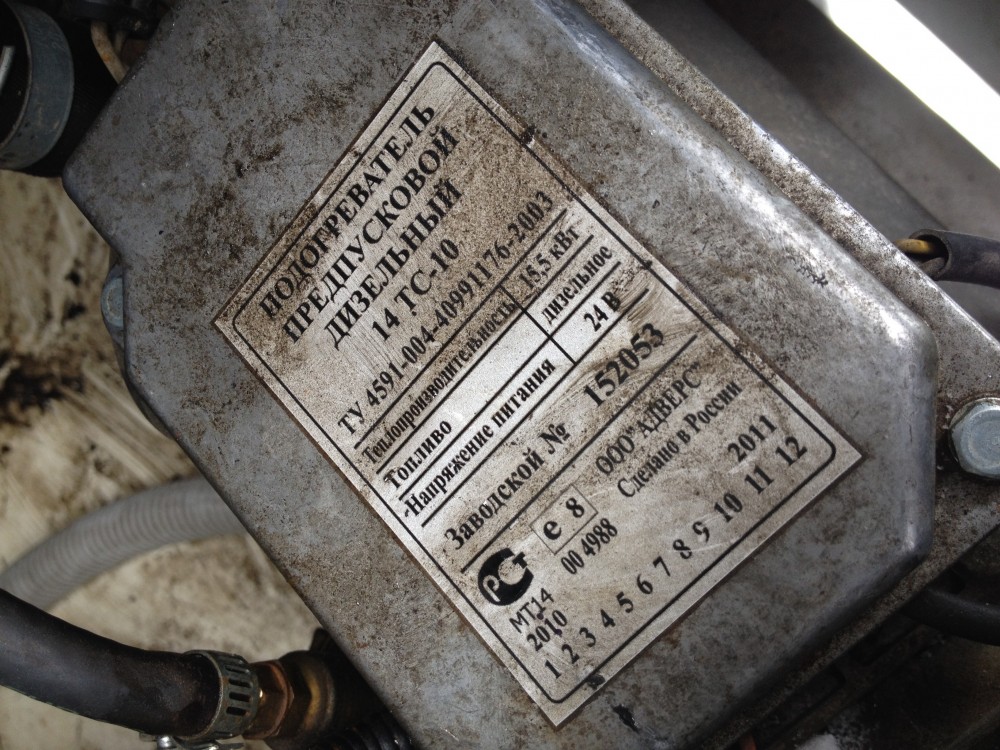 ПОДОГРЕВАТЕЛЬ
ПРЕДПУСКОВОЙ
ДИЗЕЛЬНЫЙ
14 ТС-10
ТУ 4591-004-40991176-2003
Теплопроизводительность 15,5 кВт
Топливо дизельное
Напряжение питания 24 В
Заводской № 152053
РСТ е 8 ООО "АДВЕРС"
МТ14 00 4988 Сделано в России
2010 2011
1 2 3 4 5 6 7 8 9 10 11 12